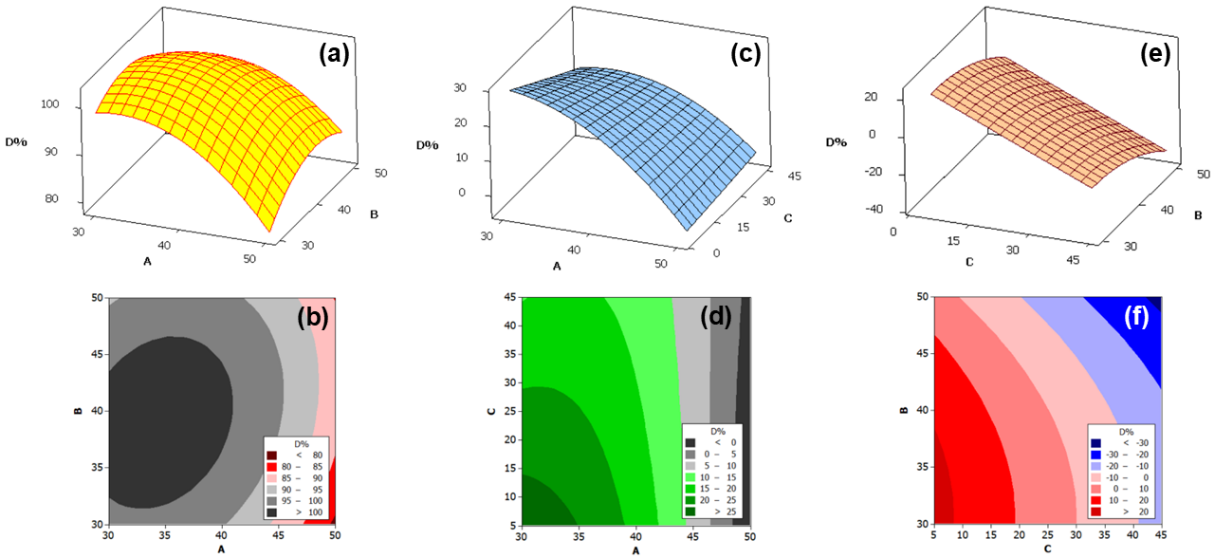 (a)
100
90
80
D%
30
40
50
A
30
40
50
B
(c)
30
20
10
0
D%
30
40
50
A
0
15
30
45
C
(e)
20
0
-20
-40
D%
0
15
30
45
C
30
40
50
B
(b)
50
45
40
35
30
B
30
35
40
45
50
A
D%
< 80
80 – 85
85 – 90
90 – 95
95 – 100
> 100
(d)
45
40
35
30
25
20
15
10
5
C
30
35
40
45
50
A
D%
< 0
0 – 5
5 – 10
10 – 15
15 – 20
20 – 25
> 25
(f)
50
45
40
35
30
B
5
10
15
20
25
30
35
40
45
C
D%
< -30
-30 – -20
-20 – -10
-10 – 0
0 – 10
10 – 20
> 20